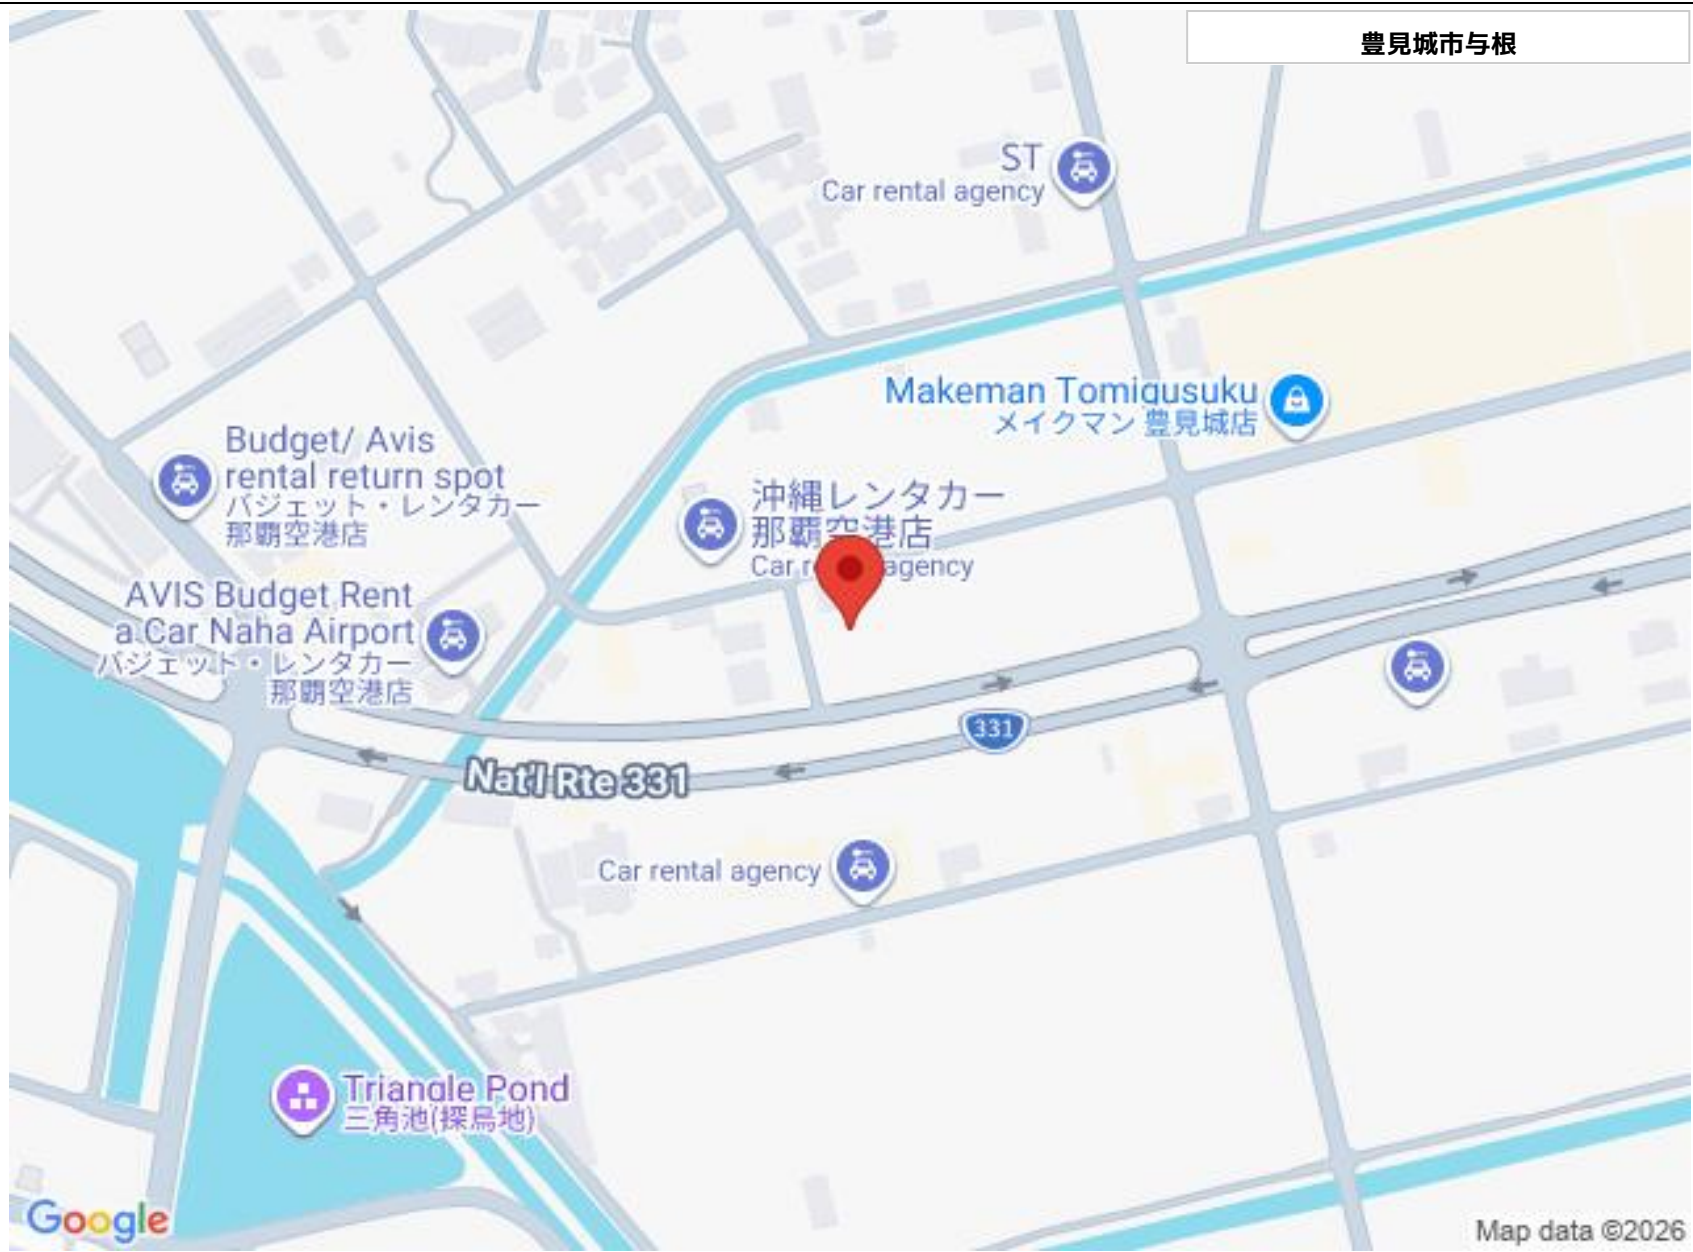 豊見城市与根
ST
Car rental agency
Makeman Tomigusuku
メイクマン 豊見城店
Budget/ Avis
rental return spot
バジェット・レンタカー
那覇空港店
沖縄レンタカー
那覇空港店
Car r agency
AVIS Budget Rent
a Car Naha Airport
バジェット・レンタカー
那覇空港店
331
Nat'l Rte 331
Car rental agency
Triangle Pond
三角池(探鳥地)
Google
Map data ©2026